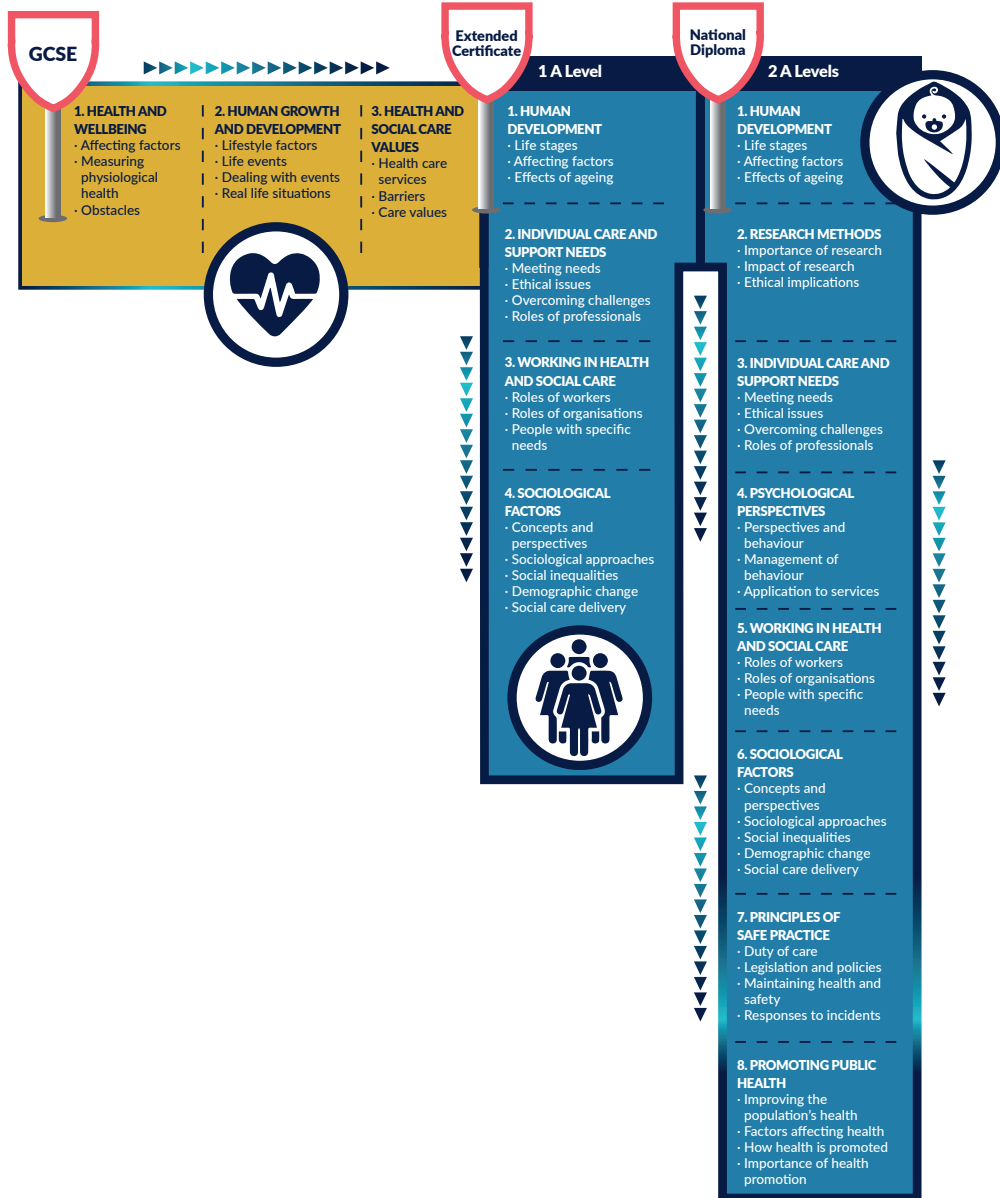 GCSE
1. HEALTH AND
WELLBEING
· Affecting factors
· Measuring
physiological
health
· Obstacles
2. HUMAN GROWTH
AND DEVELOPMENT
· Lifestyle factors
· Life events
· Dealing with events
· Real life situations
3. HEALTH AND
SOCIAL CARE
VALUES
· Health care
services
· Barriers
· Care values
Extended
Certificate
1 A Level
1. HUMAN
DEVELOPMENT
· Life stages
· Affecting factors
· Effects of ageing
2. INDIVIDUAL CARE AND
SUPPORT NEEDS
· Meeting needs
· Ethical issues
· Overcoming challenges
· Roles of professionals
3. WORKING IN HEALTH
AND SOCIAL CARE
· Roles of workers
· Roles of organisations
· People with specific
needs
4. SOCIOLOGICAL
FACTORS
· Concepts and
perspectives
· Sociological approaches
· Social inequalities
· Demographic change
· Social care delivery
National
Diploma
2 A Levels
1. HUMAN
DEVELOPMENT
· Life stages
· Affecting factors
· Effects of ageing
2. RESEARCH METHODS
· Importance of research
· Impact of research
· Ethical implications
3. INDIVIDUAL CARE AND
SUPPORT NEEDS
· Meeting needs
· Ethical issues
· Overcoming challenges
· Roles of professionals
4. PSYCHOLOGICAL
PERSPECTIVES
· Perspectives and
behaviour
· Management of
behaviour
· Application to services
5. WORKING IN HEALTH
AND SOCIAL CARE
· Roles of workers
· Roles of organisations
· People with specific
needs
6. SOCIOLOGICAL
FACTORS
· Concepts and
perspectives
· Sociological approaches
· Social inequalities
· Demographic change
· Social care delivery
7. PRINCIPLES OF
SAFE PRACTICE
· Duty of care
· Legislation and policies
· Maintaining health and
safety
· Responses to incidents
8. PROMOTING PUBLIC
HEALTH
· Improving the
population's health
· Factors affecting health
· How health is promoted
· Importance of health
promotion